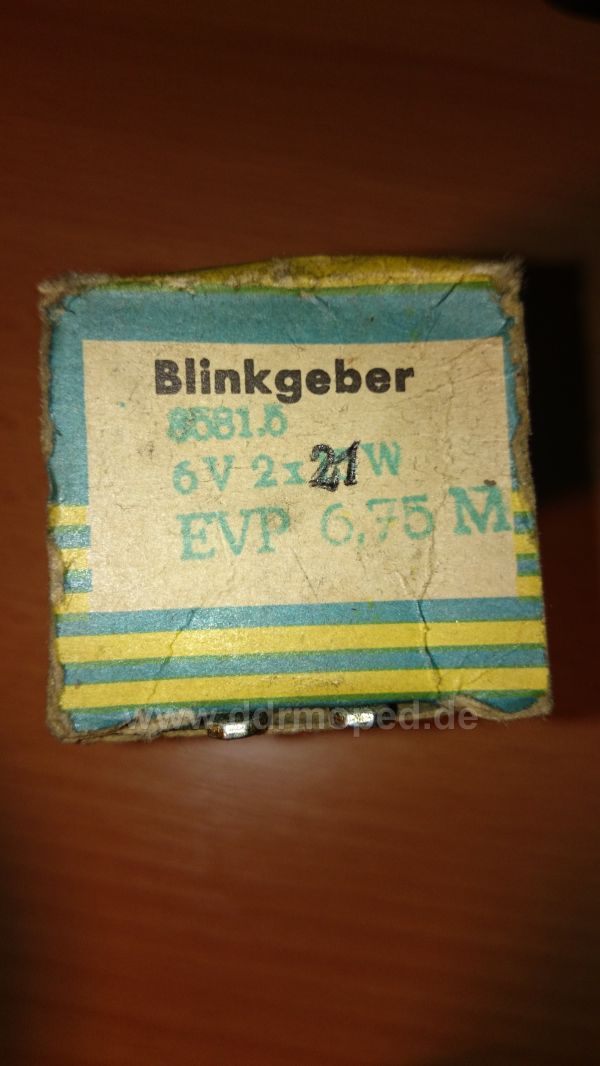 Blinkgeber
8581.5
6V 2x21W
EVP 6,75 M
www.ddrmoped.de